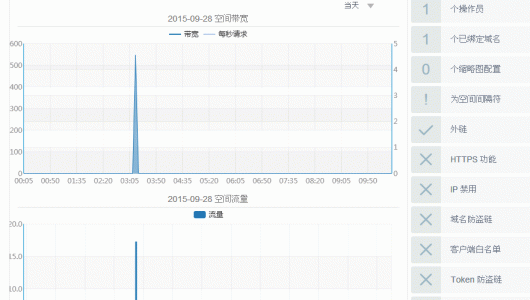 当天
2015-09-28 空间带宽
带宽 每秒请求
600
500
400
300
200
100
0
5
4
3
2
1
0
00:05 00:50 01:35 02:20 03:05 03:50 04:35 05:20 06:05 06:50 07:35 08:20 09:05 09:50
2015-09-28 空间流量
流量
20.0
15.0
10.0
1 个操作员
1 个已绑定域名
0 个缩略图配置
! 为空间间隔符
外链
HTTPS 功能
IP 禁用
域名防盗链
客户端白名单
Token 防盗链